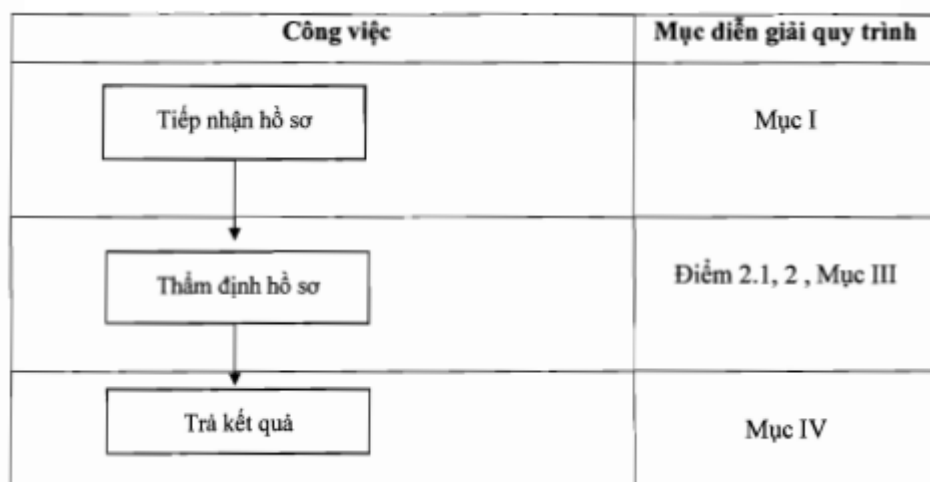 Công việc
Mục diễn giải quy trình
Tiếp nhận hồ sơ
Mục I
Thẩm định hồ sơ
Điểm 2.1, 2 , Mục III
Trả kết quả
Mục IV